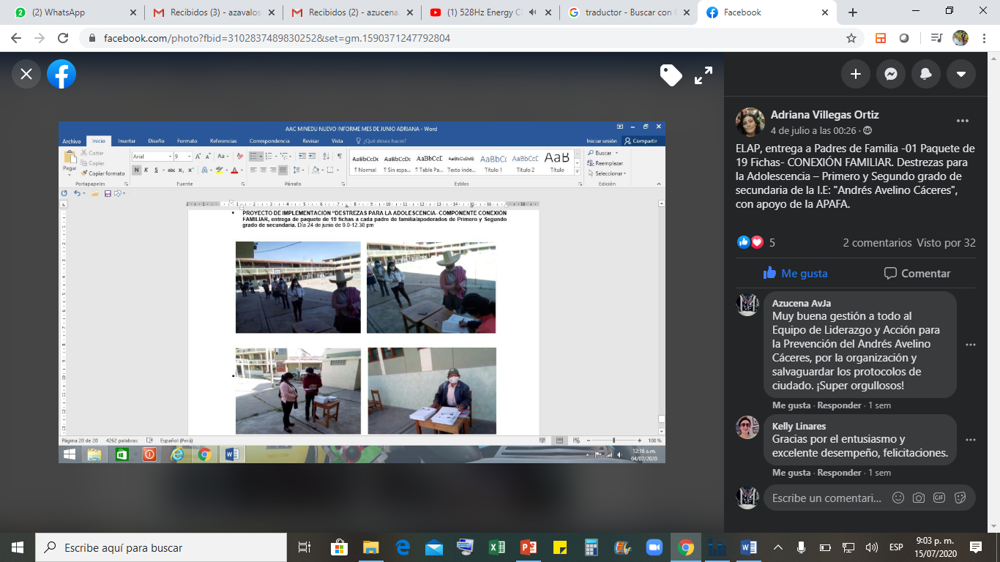 (2) WhatsApp
Recibidos (3) - azavalos
Recibidos (2) - azucena.
(1) 528Hz Energy Cl
traductor - Buscar con G
Facebook
facebook.com/photo?fbid=3102837489830252&set=gm.1590371247792804
AAC MINEDU NUEVO INFORME MES DE JUNIO ADRIANA - Word
Archivo Inicio Insertar Diseño Formato Referencias Correspondencia Revisar Vista ¿Qué desea hacer? Iniciar sesión Compartir
Pegar
Cortar
Copiar
Copiar formato
Portapapeles
Arial 9
Fuente
Párrafo
AaBbCcDc AaBbCcDc AaBbCcI AaBbCcDdE AaBbCc AaBbCcD AaB
¶ Normal ¶ Sin espa... ¶ Table Pa... Texto inde... Título 1 Título 2 Título
Estilos
Buscar
Reemplazar
Seleccionar
Edición
PROYECTO DE IMPLEMENTACIÓN “DESTREZAS PARA LA ADOLESCENCIA- COMPONENTE CONEXIÓN
FAMILIAR, entrega de paquete de 19 fichas a cada padre de familia/apoderados de Primero y Segundo
grado de secundaria. Día 24 de junio de 9.0-12.30 pm
Página 20 de 20 4262 palabras Español (Perú) 100 %
12:16 a.m.
04/07/2020
Adriana Villegas Ortiz
4 de julio a las 00:26 ·
ELAP, entrega a Padres de Familia -01 Paquete de
19 Fichas- CONEXIÓN FAMILIAR. Destrezas para
la Adolescencia – Primero y Segundo grado de
secundaria de la I.E: "Andrés Avelino Cáceres",
con apoyo de la APAFA.
5 2 comentarios Visto por 32
Me gusta Comentar
Azucena AvJa
Muy buena gestión a todo al
Equipo de Liderazgo y Acción para
la Prevención del Andrés Avelino
Cáceres, por la organización y
salvaguardar los protocolos de
ciudado. ¡Super orgullosos!
Me gusta · Responder · 1 sem
Kelly Linares
Gracias por el entusiasmo y
excelente desempeño, felicitaciones.
Me gusta · Responder · 1 sem
Escribe un comentari...
GIF
Escribe aquí para buscar
ESP
9:03 p. m.
15/07/2020